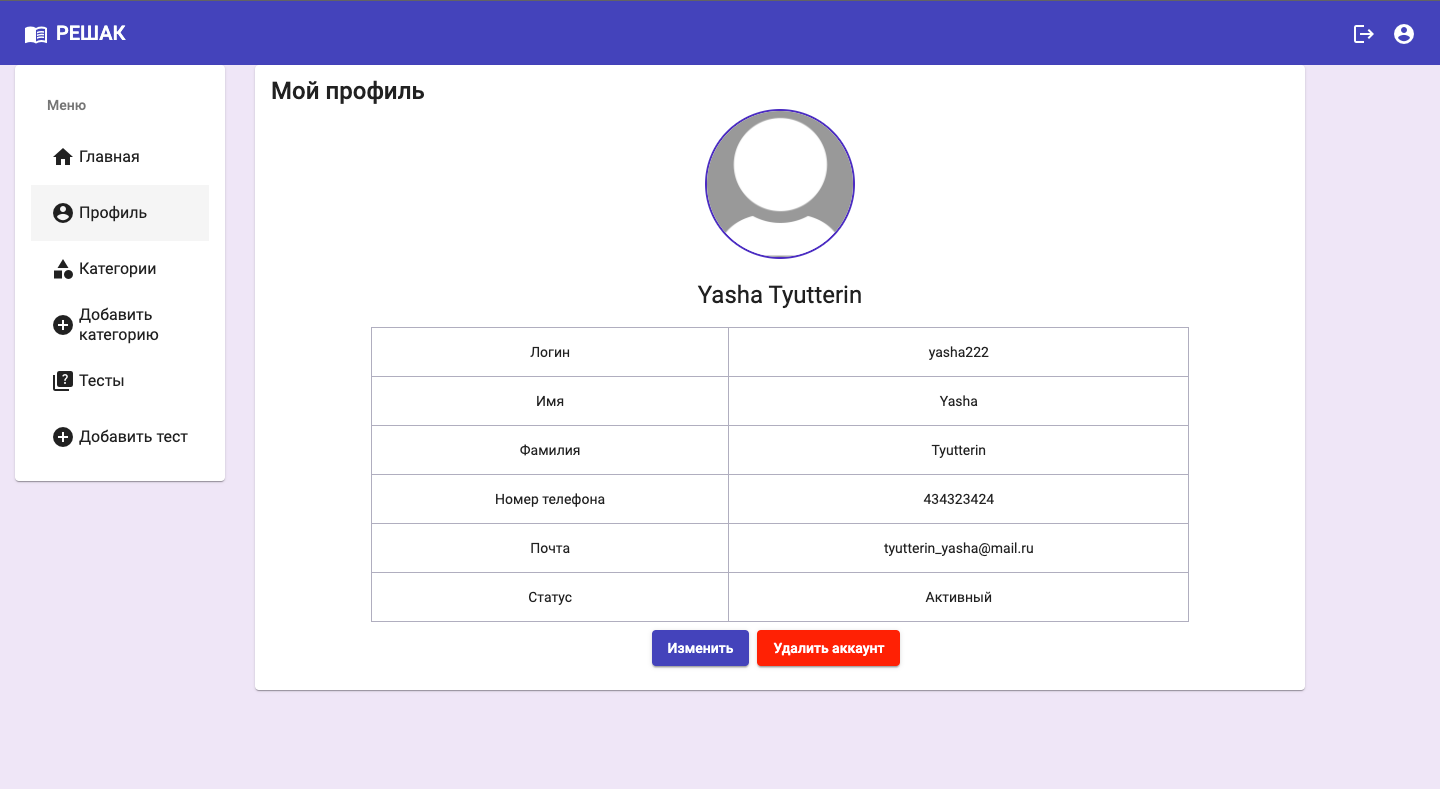 РЕШАК
Меню
Главная
Профиль
Категории
Добавить
категорию
Тесты
Добавить тест
Мой профиль
Yasha Tyutterin
Логин yasha222
Имя Yasha
Фамилия Tyutterin
Номер телефона 434323424
Почта tyutterin_yasha@mail.ru
Статус Активный
Изменить Удалить аккаунт